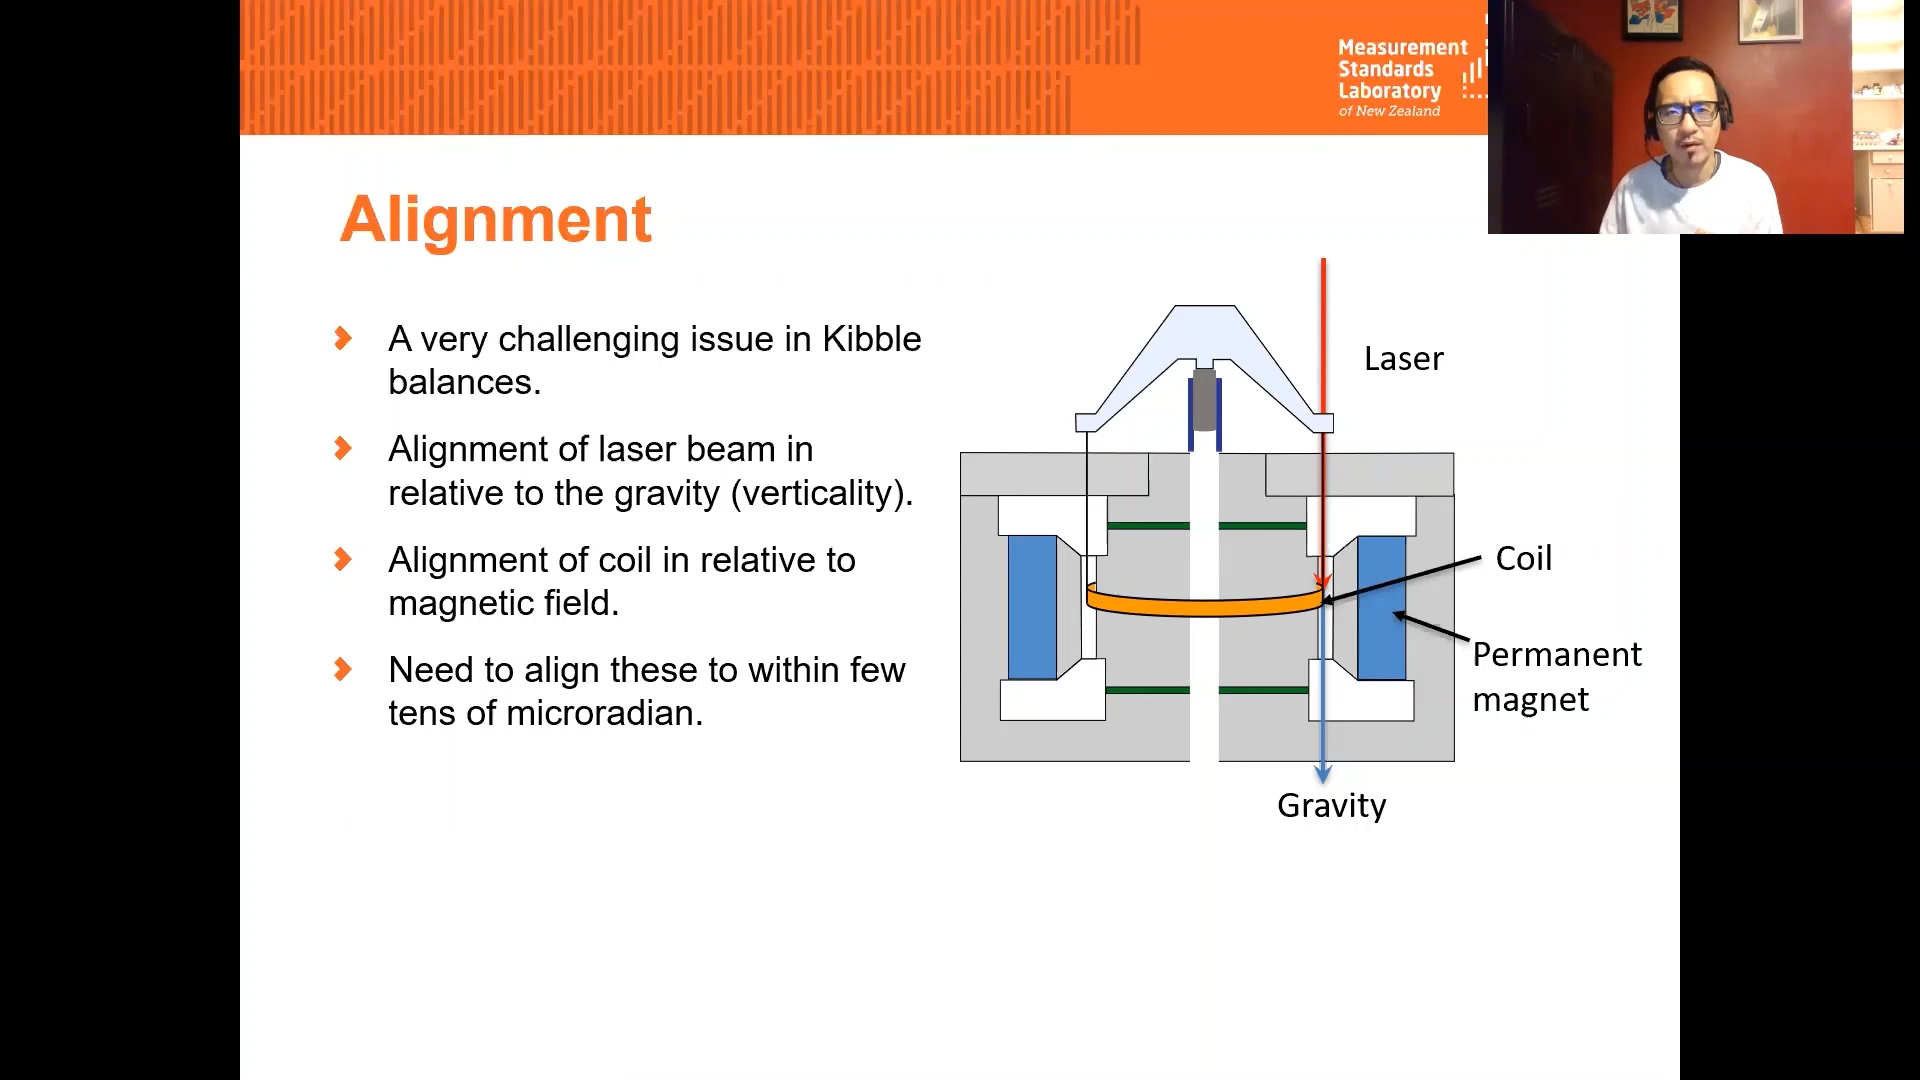 Measurement
Standards
Laboratory
of New Zealand
Alignment
A very challenging issue in Kibble
balances.
Alignment of laser beam in
relative to the gravity (verticality).
Alignment of coil in relative to
magnetic field.
Need to align these to within few
tens of microradian.
Laser
Coil
Permanent
magnet
Gravity